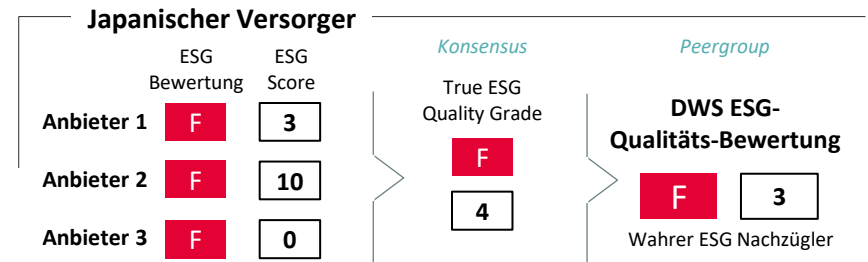 Japanischer Versorger
ESG
Bewertung
ESG
Score
Anbieter 1
F
3
Anbieter 2
F
10
Anbieter 3
F
0
Konsensus
True ESG
Quality Grade
F
4
Peergroup
DWS ESG-
Qualitäts-Bewertung
F
3
Wahrer ESG Nachzügler